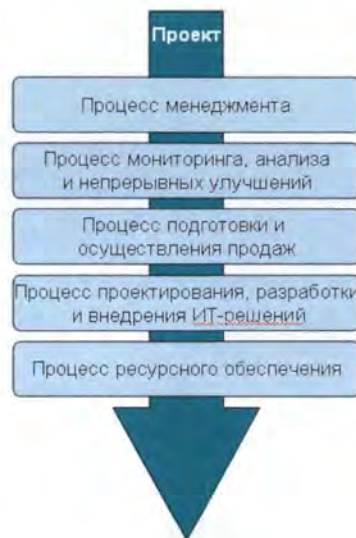 Проект
Процесс менеджмента
Процесс мониторинга, анализа
и непрерывных улучшений
Процесс подготовки и
осуществления продаж
Процесс проектирования, разработки
и внедрения ИТ-решений
Процесс ресурсного обеспечения